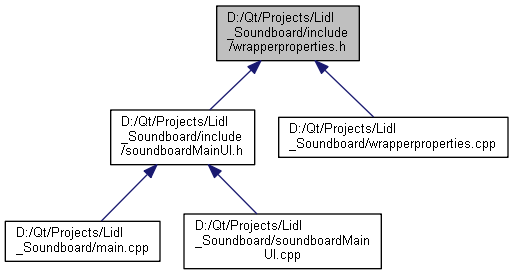 D:/Qt/Projects/Lidl
_Soundboard/include
/wrapperproperties.h
D:/Qt/Projects/Lidl
_Soundboard/include
/soundboardMainUI.h
D:/Qt/Projects/Lidl
_Soundboard/wrapperproperties.cpp
D:/Qt/Projects/Lidl
_Soundboard/main.cpp
D:/Qt/Projects/Lidl
_Soundboard/soundboardMain
UI.cpp